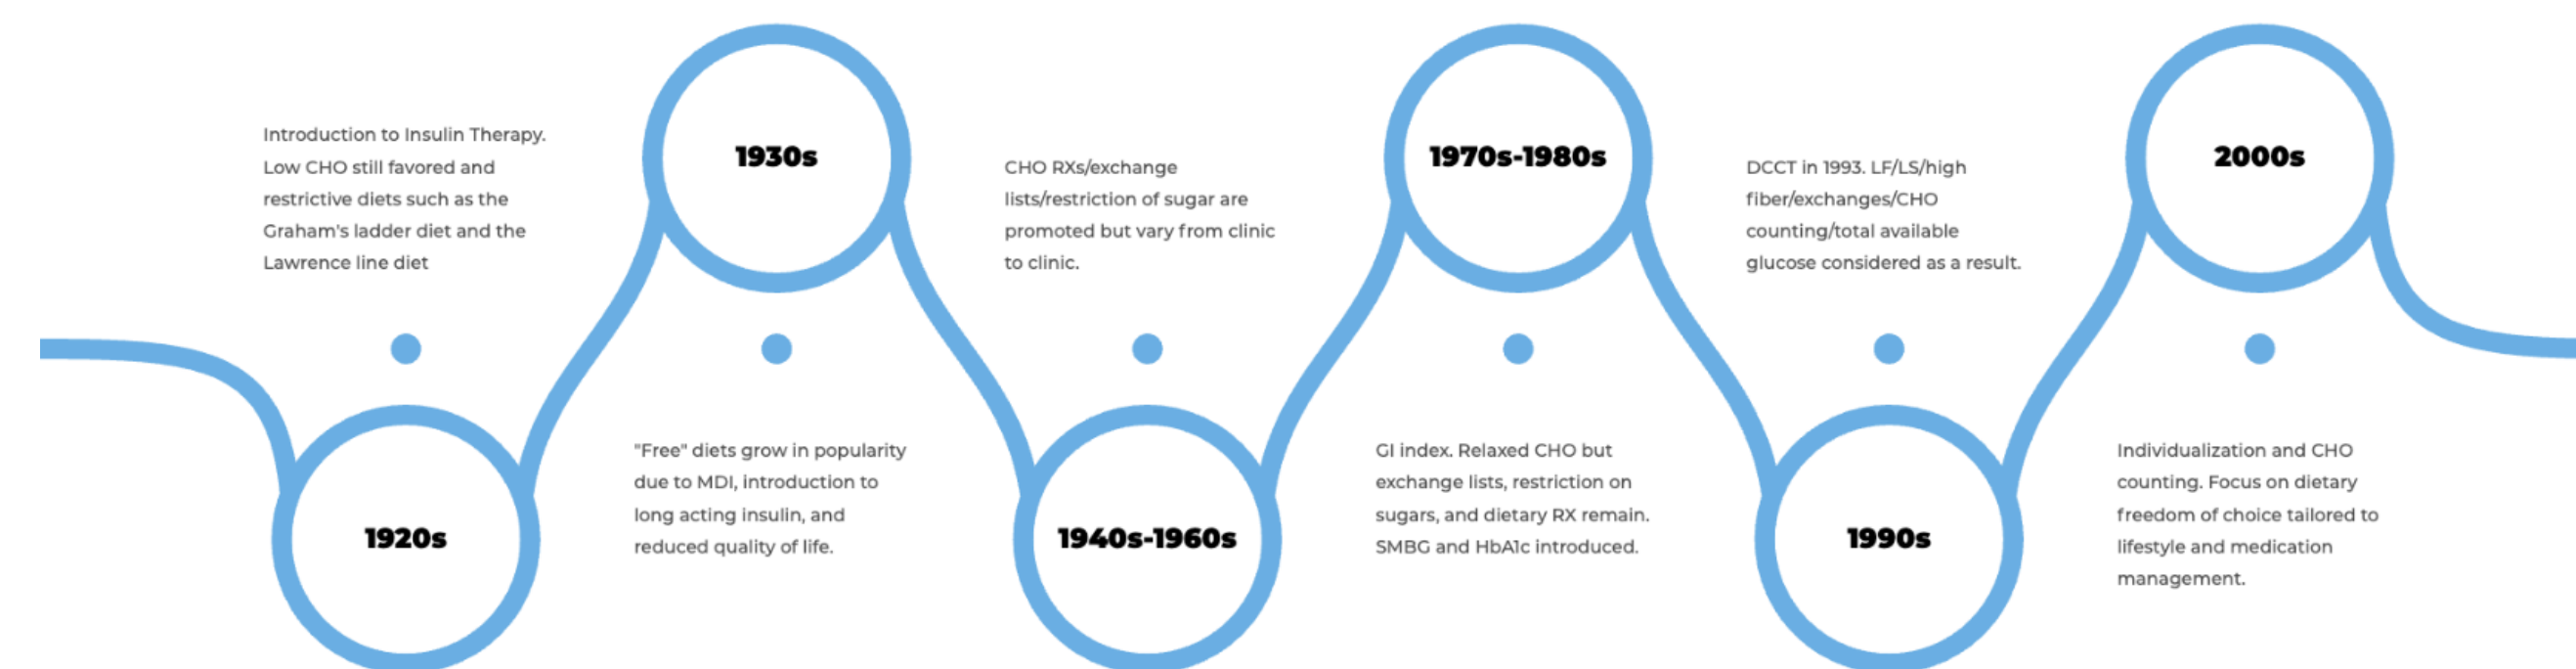 Introduction to Insulin Therapy.
Low CHO still favored and
restrictive diets such as the
Graham's ladder diet and the
Lawrence line diet
1920s
1930s
"Free" diets grow in popularity
due to MDI, introduction to
long acting insulin, and
reduced quality of life.
CHO RXs/exchange
lists/restriction of sugar are
promoted but vary from clinic
to clinic.
1940s-1960s
1970s-1980s
GI index. Relaxed CHO but
exchange lists, restriction on
sugars, and dietary RX remain.
SMBG and HbA1c introduced.
DCCT in 1993. LF/LS/high
fiber/exchanges/CHO
counting/total available
glucose considered as a result.
1990s
2000s
Individualization and CHO
counting. Focus on dietary
freedom of choice tailored to
lifestyle and medication
management.